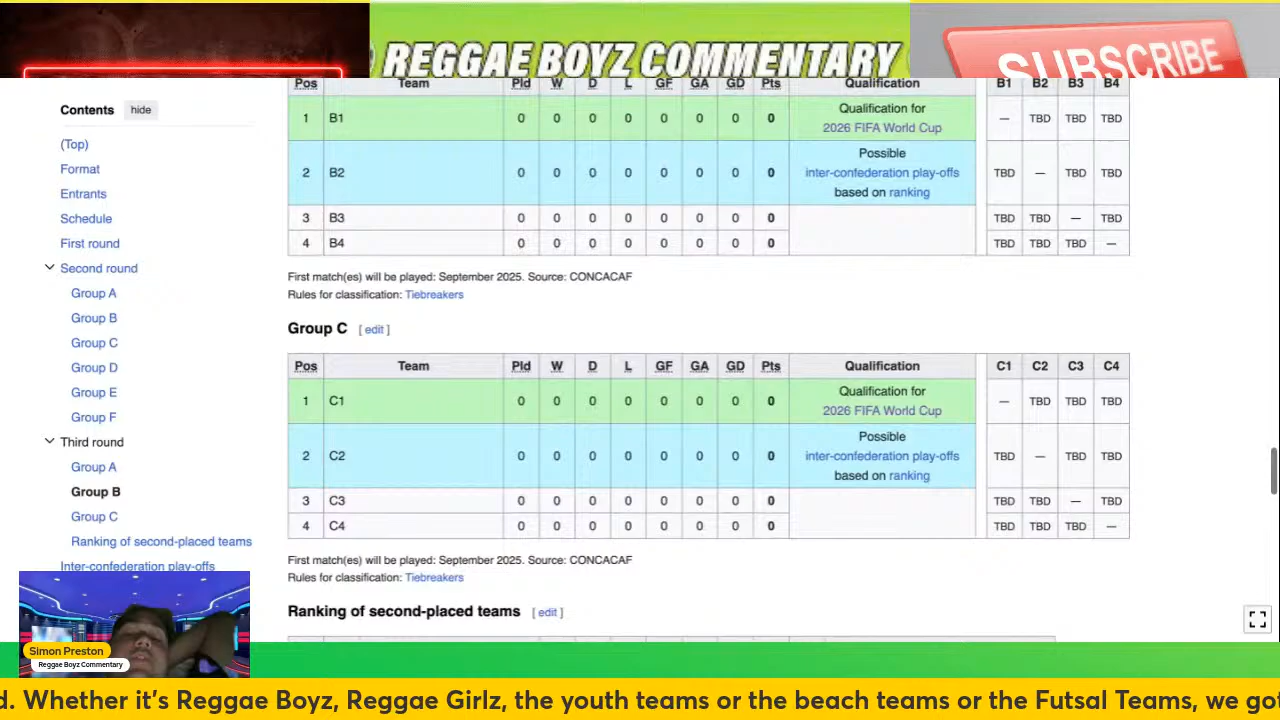 REGGAE BOYZ COMMENTARY
SUBSCRIBE
Contents hide
(Top)
Format
Entrants
Schedule
First round
Second round
Group A
Group B
Group C
Group D
Group E
Group F
Third round
Group A
Group B
Group C
Ranking of second-placed teams
Inter-confederation play-offs
Pos Team Pld W D L GF GA GD Pts Qualification B1 B2 B3 B4
1 B1 0 0 0 0 0 0 0 0 Qualification for 2026 FIFA World Cup — TBD TBD TBD
2 B2 0 0 0 0 0 0 0 0 Possible inter-confederation play-offs based on ranking TBD — TBD TBD
3 B3 0 0 0 0 0 0 0 0 TBD TBD — TBD
4 B4 0 0 0 0 0 0 0 0 TBD TBD TBD —
First match(es) will be played: September 2025. Source: CONCACAF
Rules for classification: Tiebreakers
Group C [ edit ]
Pos Team Pld W D L GF GA GD Pts Qualification C1 C2 C3 C4
1 C1 0 0 0 0 0 0 0 0 Qualification for 2026 FIFA World Cup — TBD TBD TBD
2 C2 0 0 0 0 0 0 0 0 Possible inter-confederation play-offs based on ranking TBD — TBD TBD
3 C3 0 0 0 0 0 0 0 0 TBD TBD — TBD
4 C4 0 0 0 0 0 0 0 0 TBD TBD TBD —
First match(es) will be played: September 2025. Source: CONCACAF
Rules for classification: Tiebreakers
Ranking of second-placed teams [ edit ]
Simon Preston
Reggae Boyz Commentary
d. Whether it's Reggae Boyz, Reggae Girlz, the youth teams or the beach teams or the Futsal Teams, we got